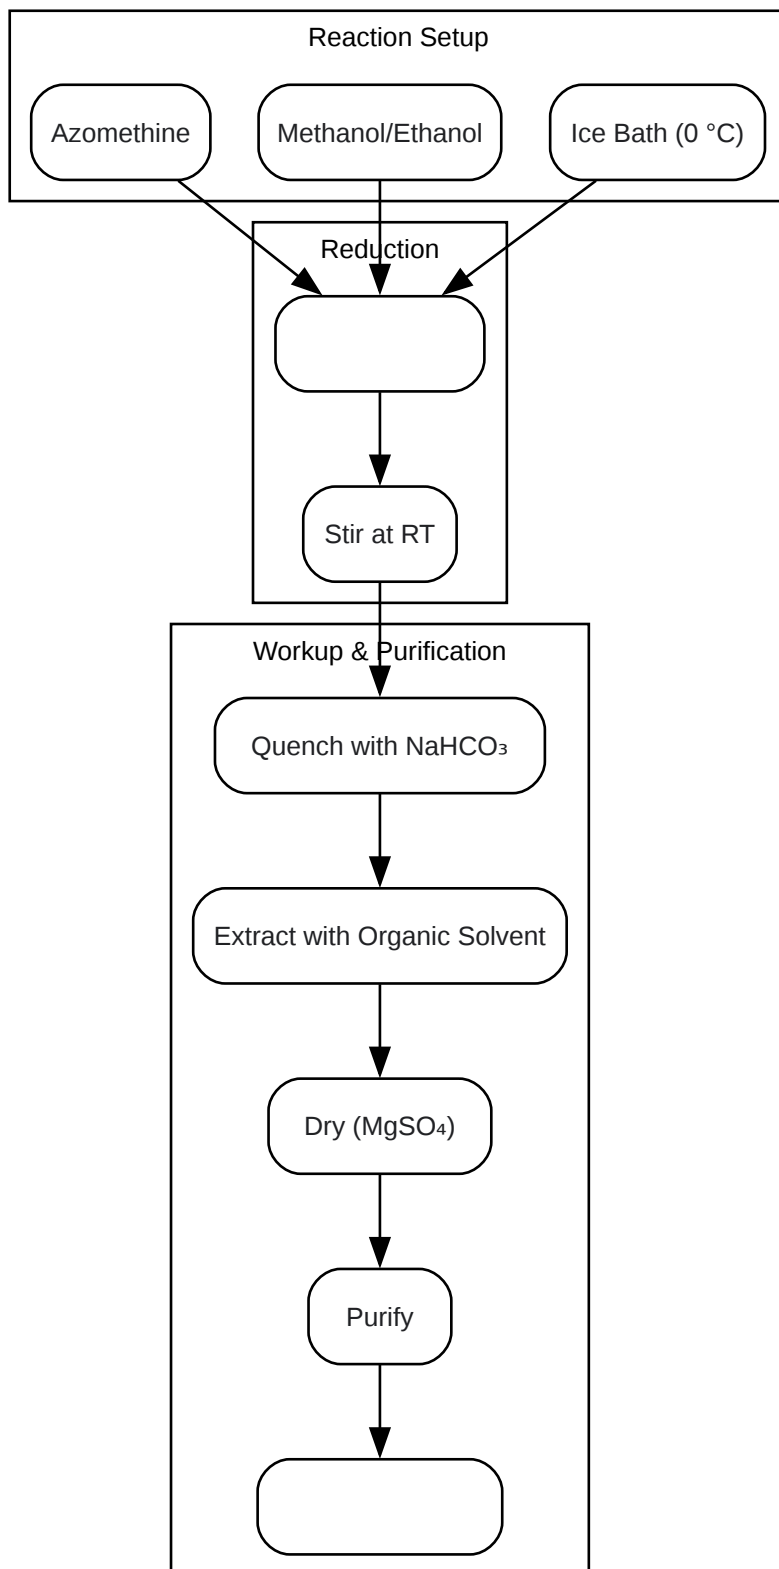 Reaction Setup
Azomethine
Methanol/Ethanol
Ice Bath (0 °C)
Reduction
Stir at RT
Workup & Purification
Quench with NaHCO₃
Extract with Organic Solvent
Dry (MgSO₄)
Purify